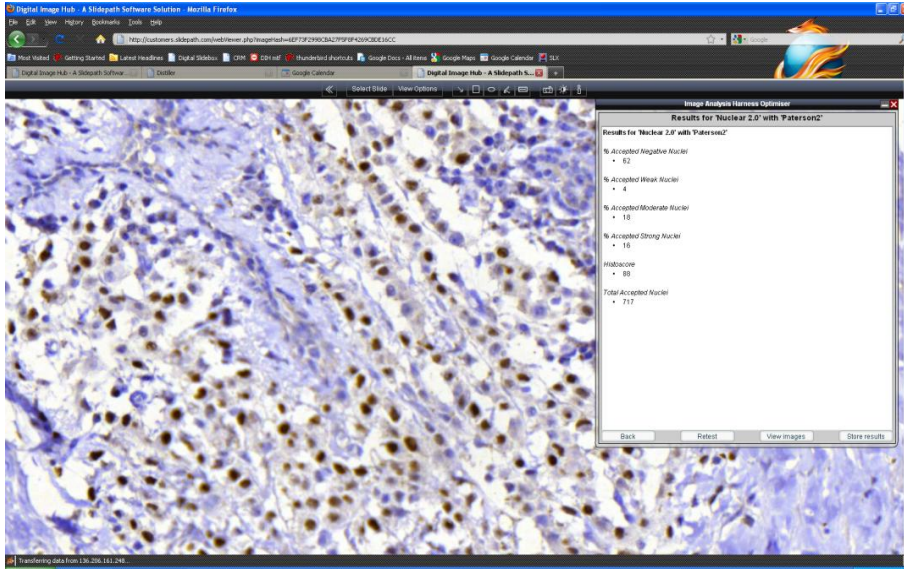 Digital Image Hub - A Slidepath Software Solution - Mozilla Firefox
File Edit View History Bookmarks Tools Help
Google
Most Visited Getting Started Latest Headlines Digital Slidebox CRM DIH mtf thunderbird shortcuts Google Docs - All items Google Maps Google Calendar SLX
Digital Image Hub - A Slidepath Softwar... Distiller Google Calendar Digital Image Hub - A Slidepath S...
Select Slide View Options
Image Analysis Harness Optimiser
Results for 'Nuclear 2.0' with 'Paterson2'
Results for 'Nuclear 2.0' with 'Paterson2'
% Accepted Negative Nuclei
• 62
% Accepted Weak Nuclei
• 4
% Accepted Moderate Nuclei
• 18
% Accepted Strong Nuclei
• 16
Histoscore
• 88
Total Accepted Nuclei
• 717
Back Retest View images Store results
Transferring data from 136.206.161.248...